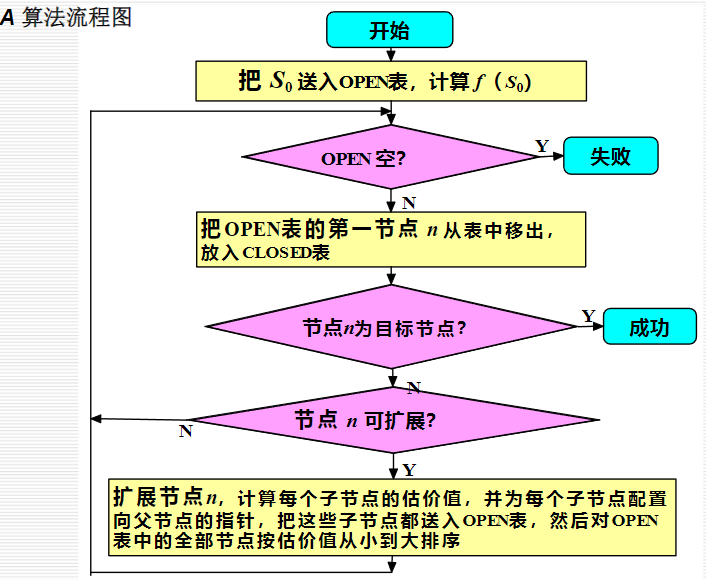 A 算法流程图
开始
把 S0 送入OPEN表，计算 f（S0）
OPEN 空？
Y
失败
N
把 OPEN表的第一节点 n 从表中移出，
放入CLOSED表
节点n为目标节点？
Y
成功
N
节点 n 可扩展？
N
Y
扩展节点n，计算每个子节点的估价值，并为每个子节点配置
向父节点的指针，把这些子节点都送入OPEN表，然后对OPEN
表中的全部节点按估价值从小到大排序